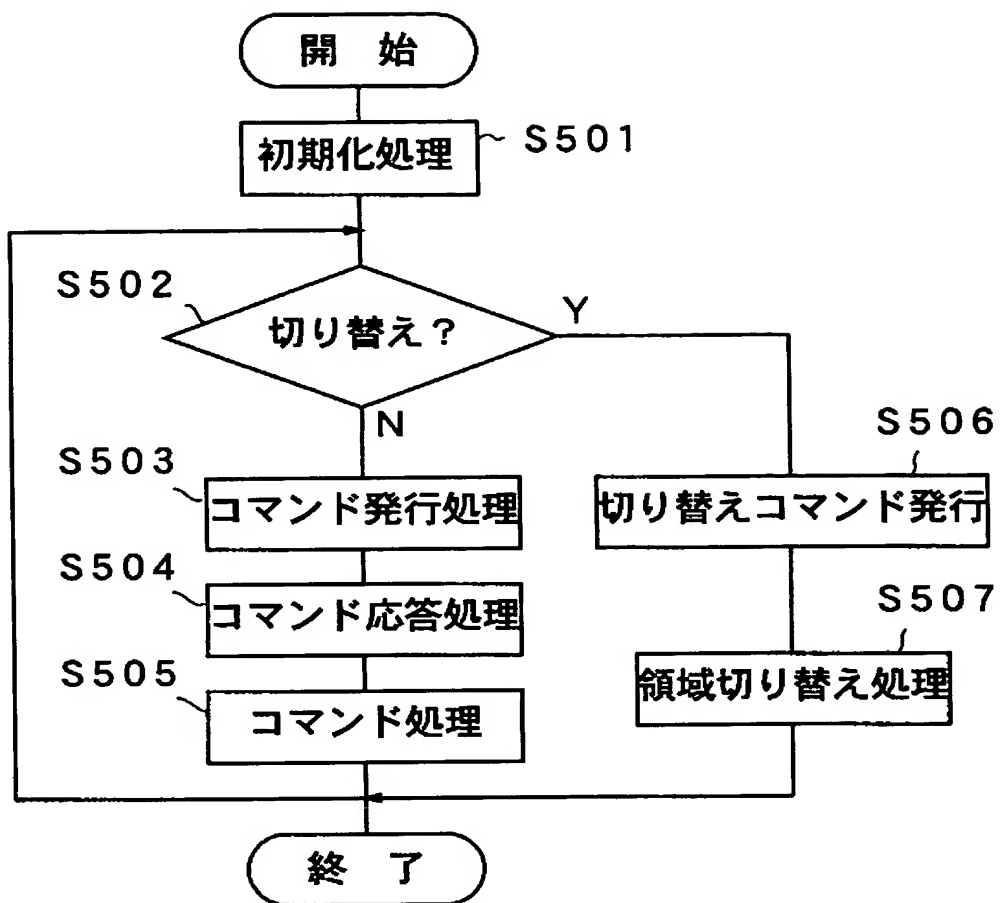 開 始
初期化処理
S501
S502
切り替え?
Y
N
S503
コマンド発行処理
S504
コマンド応答処理
S505
コマンド処理
S506
切り替えコマンド発行
S507
領域切り替え処理
終 了